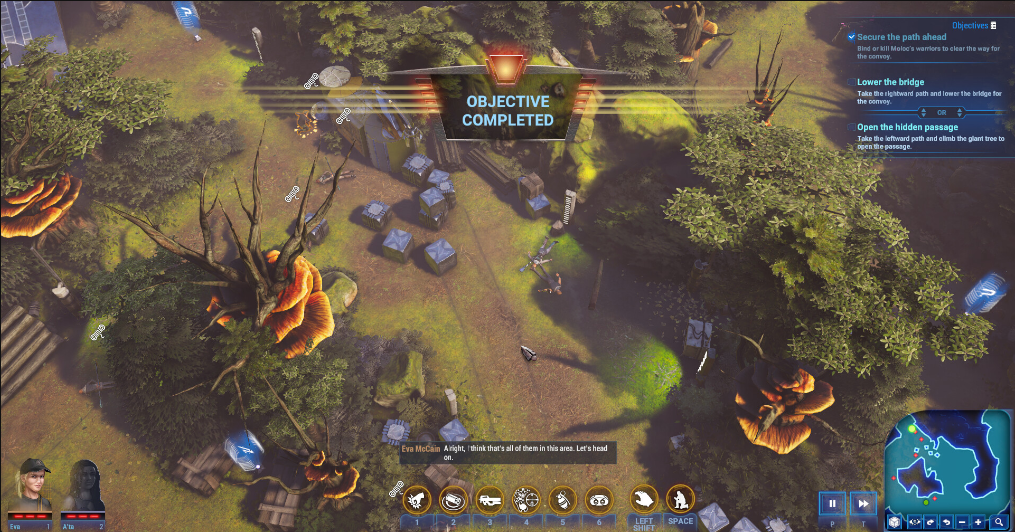 Objectives
Secure the path ahead
Bind or kill Moloc's warriors to clear the way for
the convoy.
Lower the bridge
Take the rightward path and lower the bridge for
the convoy.
OR
Open the hidden passage
Take the leftward path and climb the giant tree to
open the passage.
OBJECTIVE
COMPLETED
Eva McCain Alright, I think that's all of them in this area. Let's head
on.
Eva 1
2
1 2 3 4 5 6 LEFT SHIFT SPACE
P T